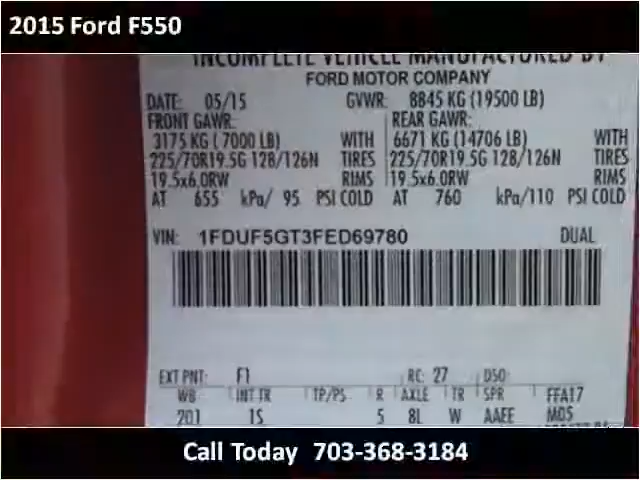 2015 Ford F550
INCOMPLETE VEHICLE MANUFACTURED BY
FORD MOTOR COMPANY
DATE: 05/15 GVWR: 8845 KG (19500 LB)
FRONT GAWR: REAR GAWR:
3175 KG ( 7000 LB) WITH 6671 KG (14706 LB) WITH
225/70R19.5G 128/126N TIRES 225/70R19.5G 128/126N TIRES
19.5x6.0RW RIMS 19.5x6.0RW RIMS
AT 655 kPa/ 95 PSI COLD AT 760 kPa/110 PSI COLD
VIN: 1FDUF5GT3FED69780 DUAL
EXT PNT: F1 RC: 27 DSO:
WB INT TR TP/PS R AXLE TR SPR FFA17
201 1S 5 8L W AAEE M05
Call Today 703-368-3184